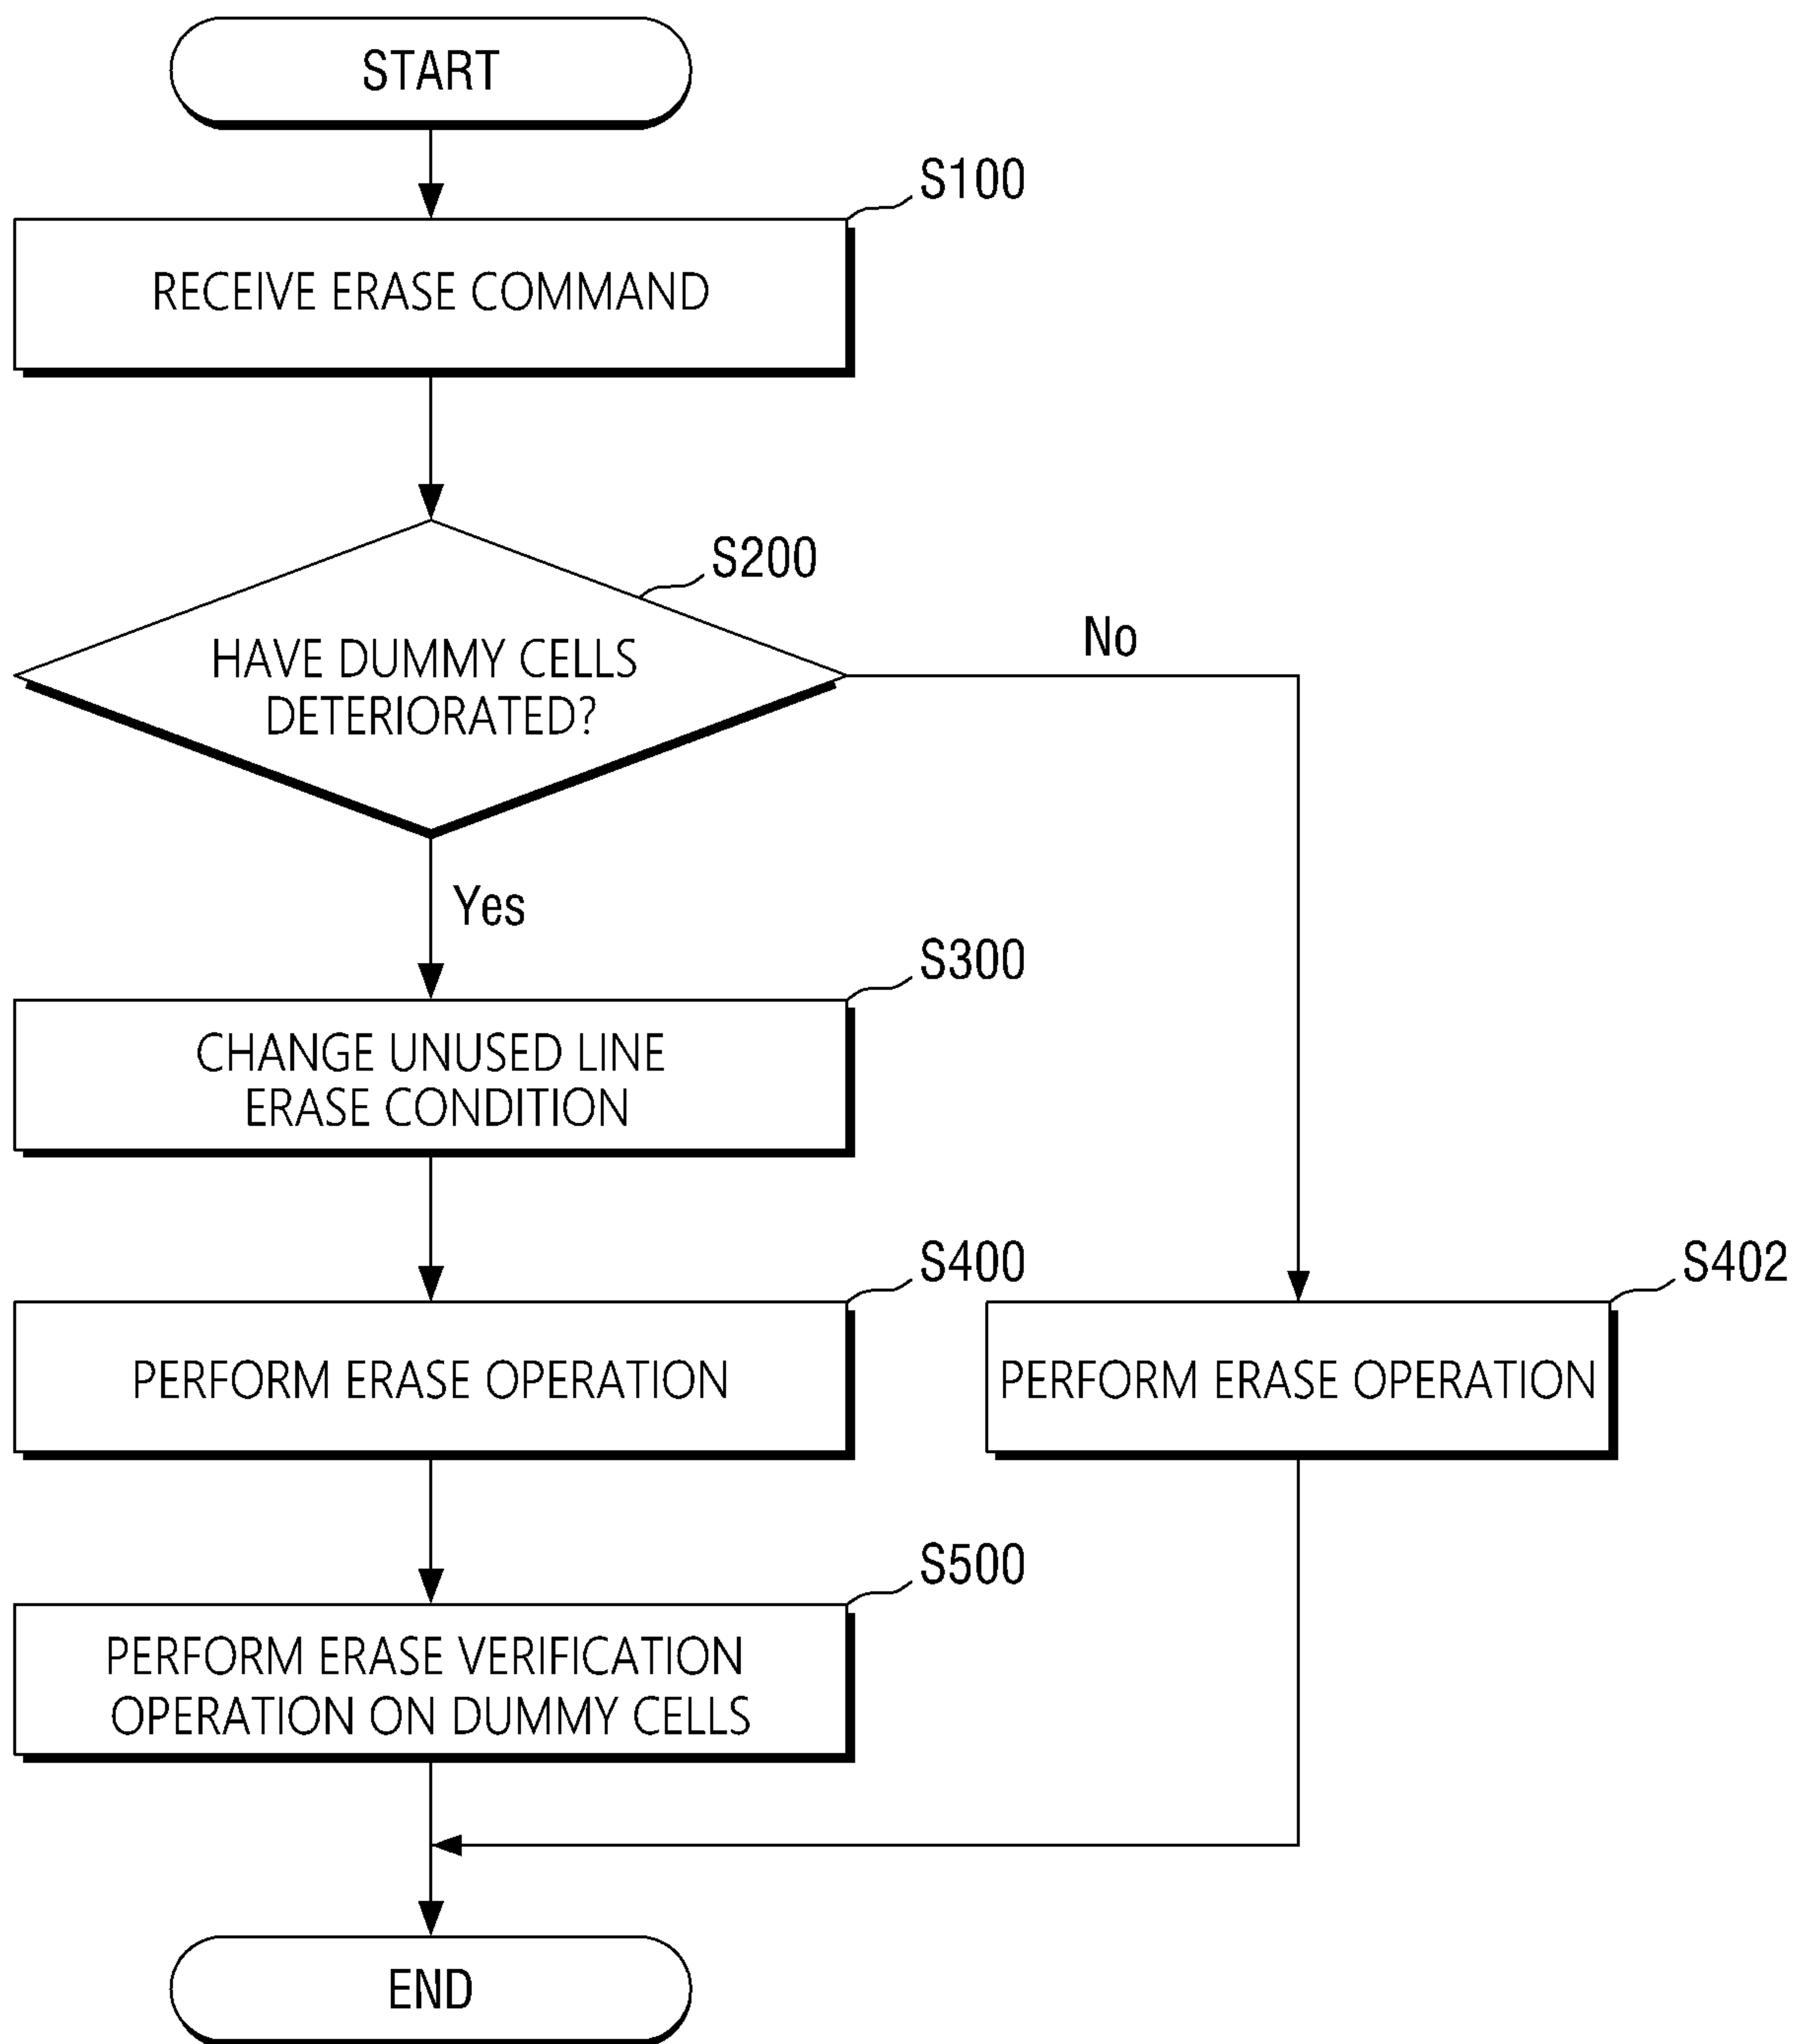 START
S100
RECEIVE ERASE COMMAND
S200
HAVE DUMMY CELLS
DETERIORATED?
No
Yes
S300
CHANGE UNUSED LINE
ERASE CONDITION
S400
PERFORM ERASE OPERATION
S402
PERFORM ERASE OPERATION
S500
PERFORM ERASE VERIFICATION
OPERATION ON DUMMY CELLS
END